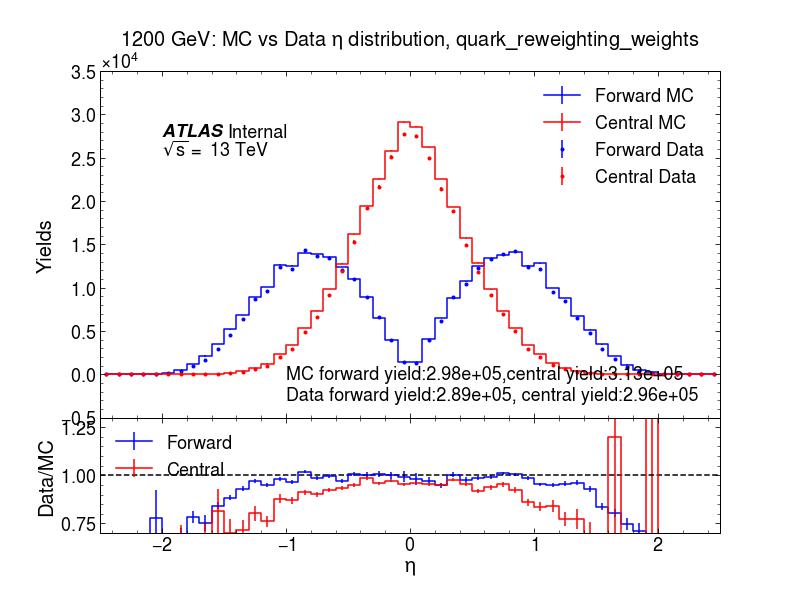 1200 GeV: MC vs Data η distribution, quark_reweighting_weights
×10⁴
3.5
3.0
2.5
2.0
1.5
1.0
0.5
0.0
0.5
Yields
ATLAS Internal
√s = 13 TeV
Forward MC
Central MC
Forward Data
Central Data
MC forward yield:2.98e+05,central yield:3.13e+05
Data forward yield:2.89e+05, central yield:2.96e+05
1.25
1.00
0.75
Data/MC
Forward
Central
−2 −1 0 1 2
η